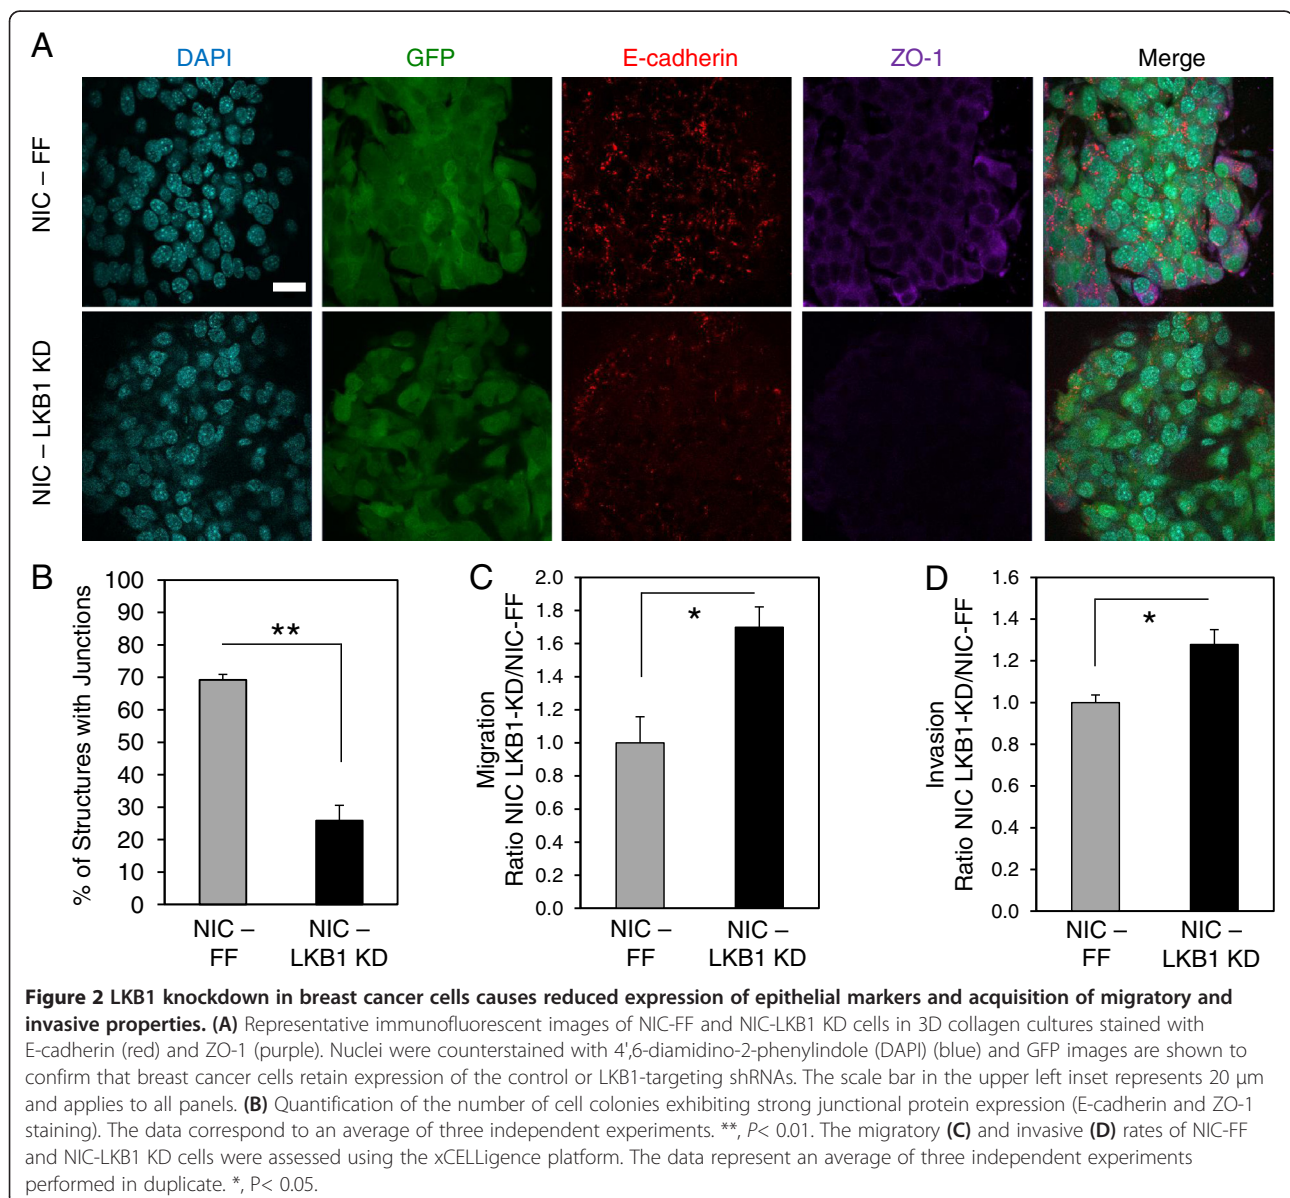 A
DAPI GFP E-cadherin ZO-1 Merge
NIC – FF
NIC – LKB1 KD
B
% of Structures with Junctions
100
90
80
70
60
50
40
30
20
10
0
**
NIC – NIC –
FF LKB1 KD
C
Migration
Ratio NIC LKB1-KD/NIC-FF
2.0
1.8
1.6
1.4
1.2
1.0
0.8
0.6
0.4
0.2
0.0
*
NIC – NIC –
FF LKB1 KD
D
Invasion
Ratio NIC LKB1-KD/NIC-FF
1.6
1.4
1.2
1.0
0.8
0.6
0.4
0.2
0.0
*
NIC – NIC –
FF LKB1 KD
Figure 2 LKB1 knockdown in breast cancer cells causes reduced expression of epithelial markers and acquisition of migratory and
invasive properties. (A) Representative immunofluorescent images of NIC-FF and NIC-LKB1 KD cells in 3D collagen cultures stained with
E-cadherin (red) and ZO-1 (purple). Nuclei were counterstained with 4',6-diamidino-2-phenylindole (DAPI) (blue) and GFP images are shown to
confirm that breast cancer cells retain expression of the control or LKB1-targeting shRNAs. The scale bar in the upper left inset represents 20 μm
and applies to all panels. (B) Quantification of the number of cell colonies exhibiting strong junctional protein expression (E-cadherin and ZO-1
staining). The data correspond to an average of three independent experiments. **, P< 0.01. The migratory (C) and invasive (D) rates of NIC-FF
and NIC-LKB1 KD cells were assessed using the xCELLigence platform. The data represent an average of three independent experiments
performed in duplicate. *, P< 0.05.